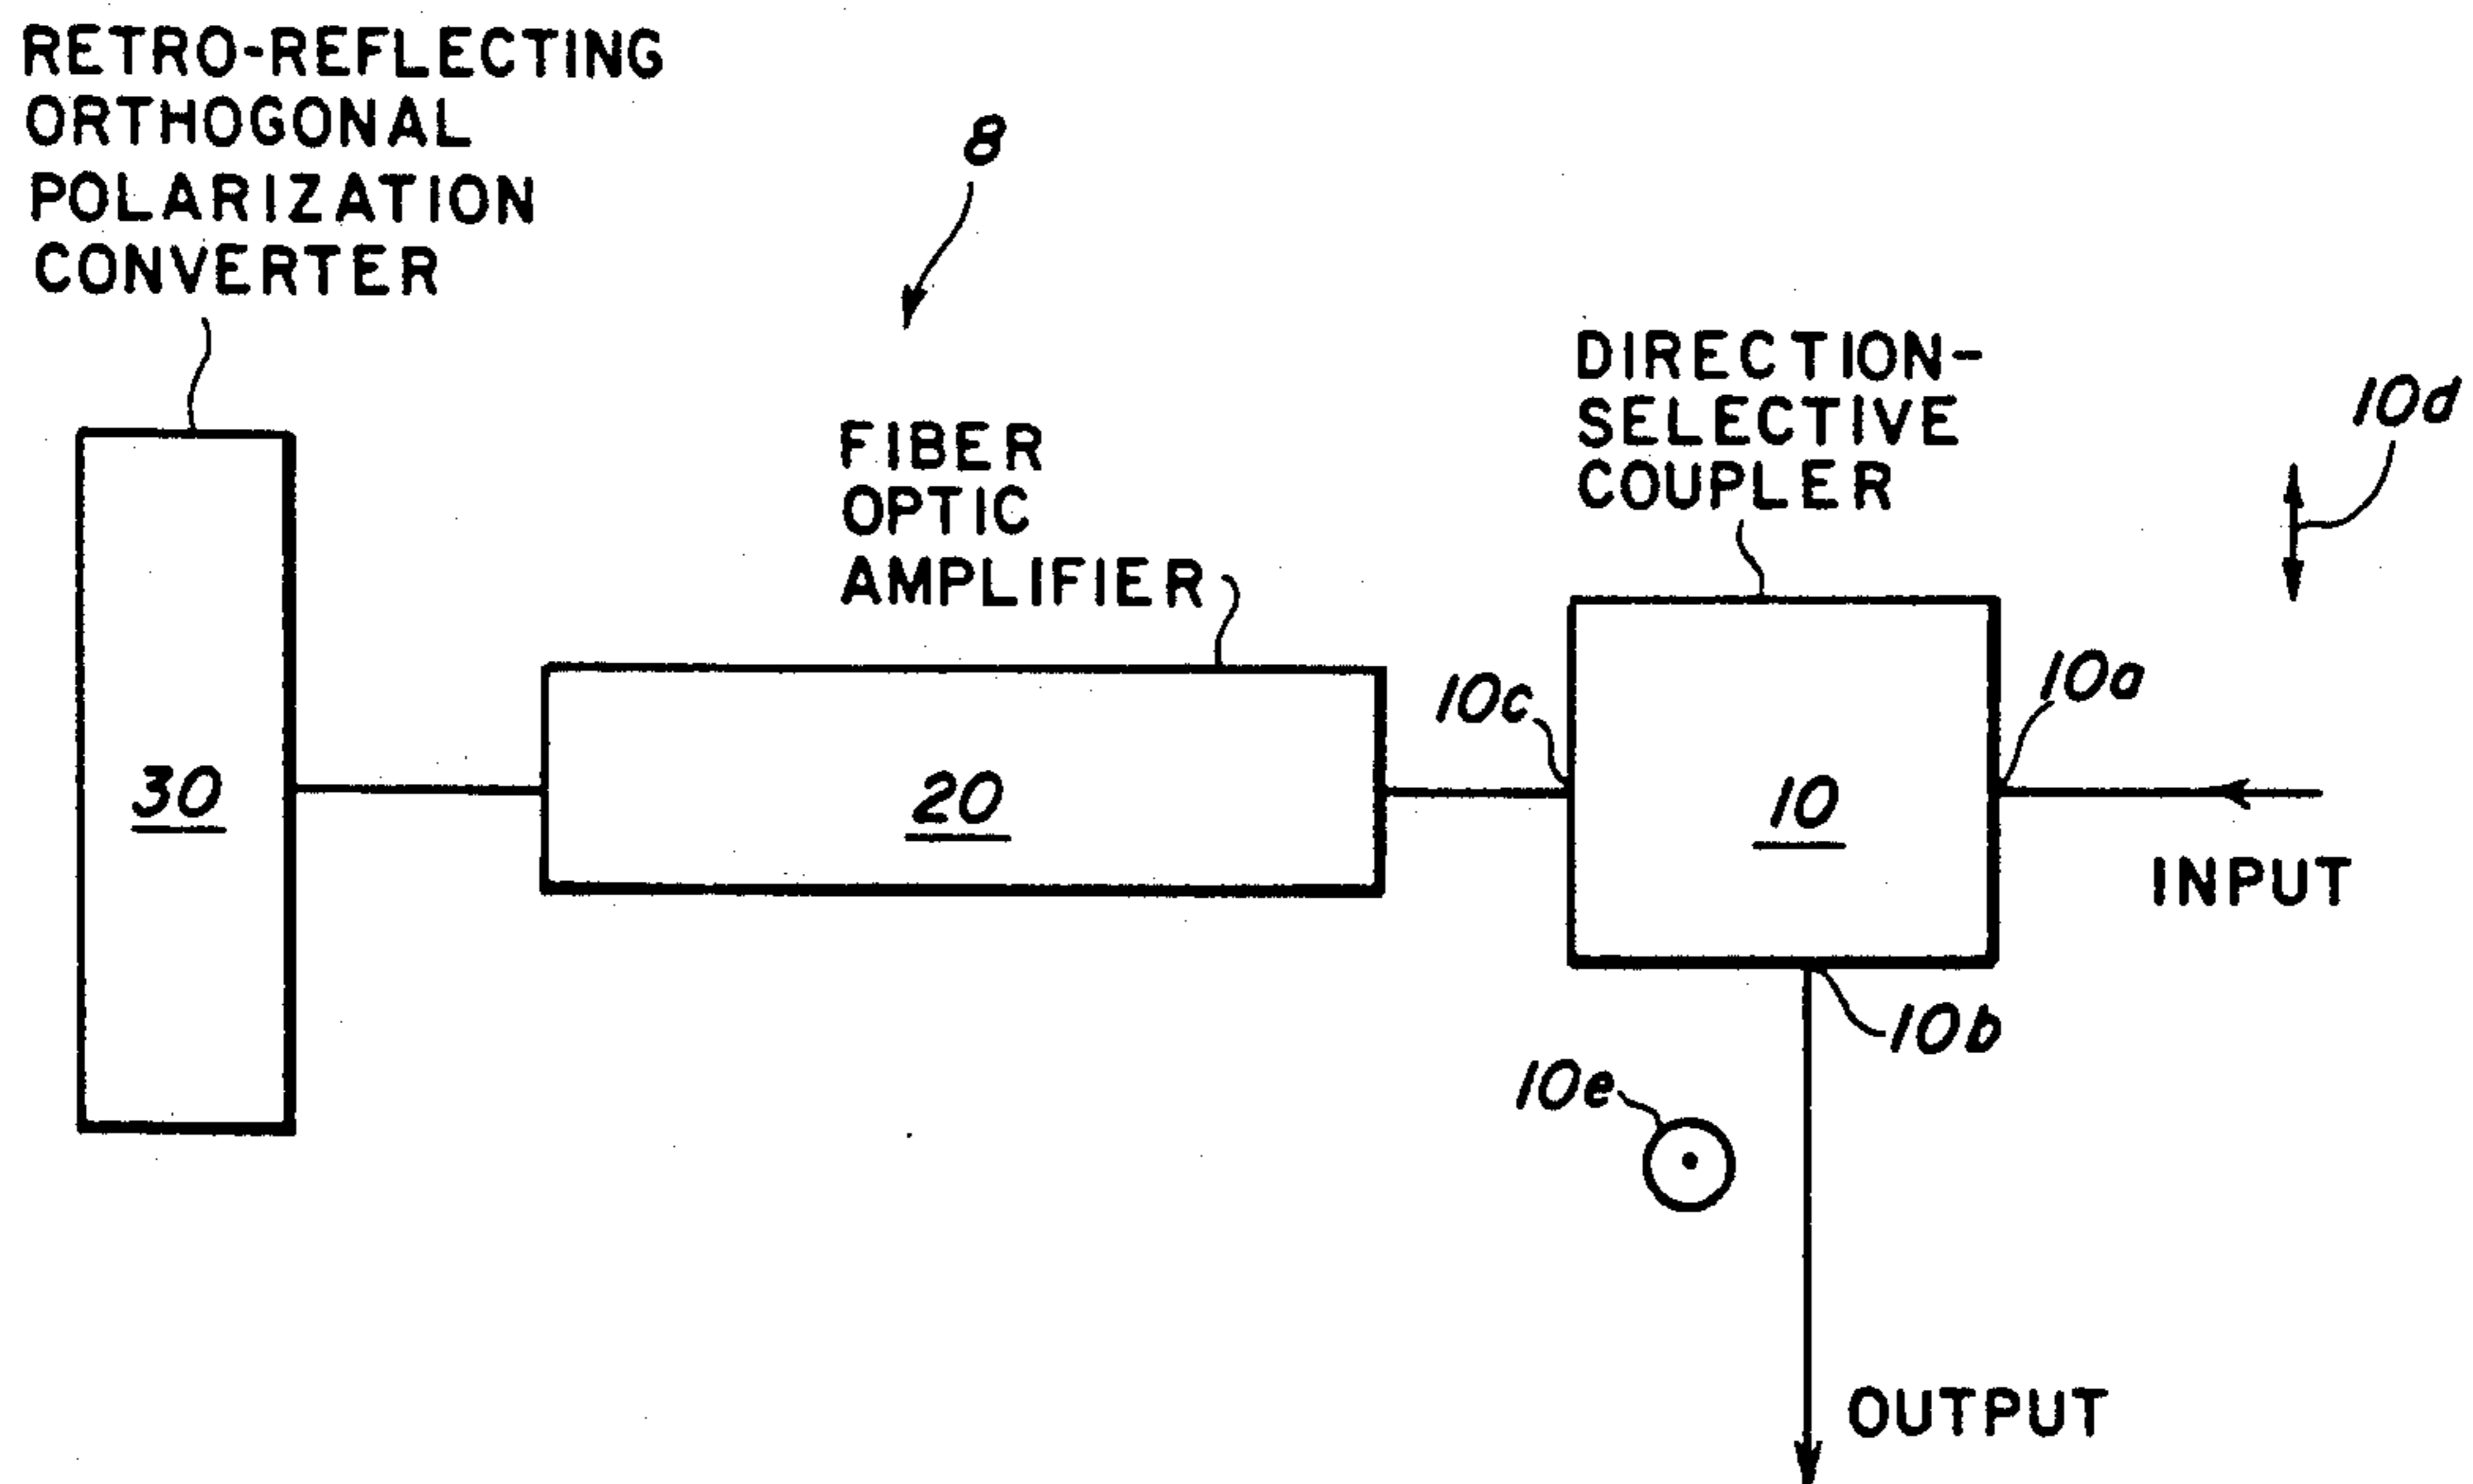 RETRO-REFLECTING
ORTHOGONAL
POLARIZATION
CONVERTER
8
DIRECTION-
SELECTIVE
COUPLER
10d
FIBER
OPTIC
AMPLIFIER
10c
10a
30
20
10
INPUT
10b
10e
OUTPUT